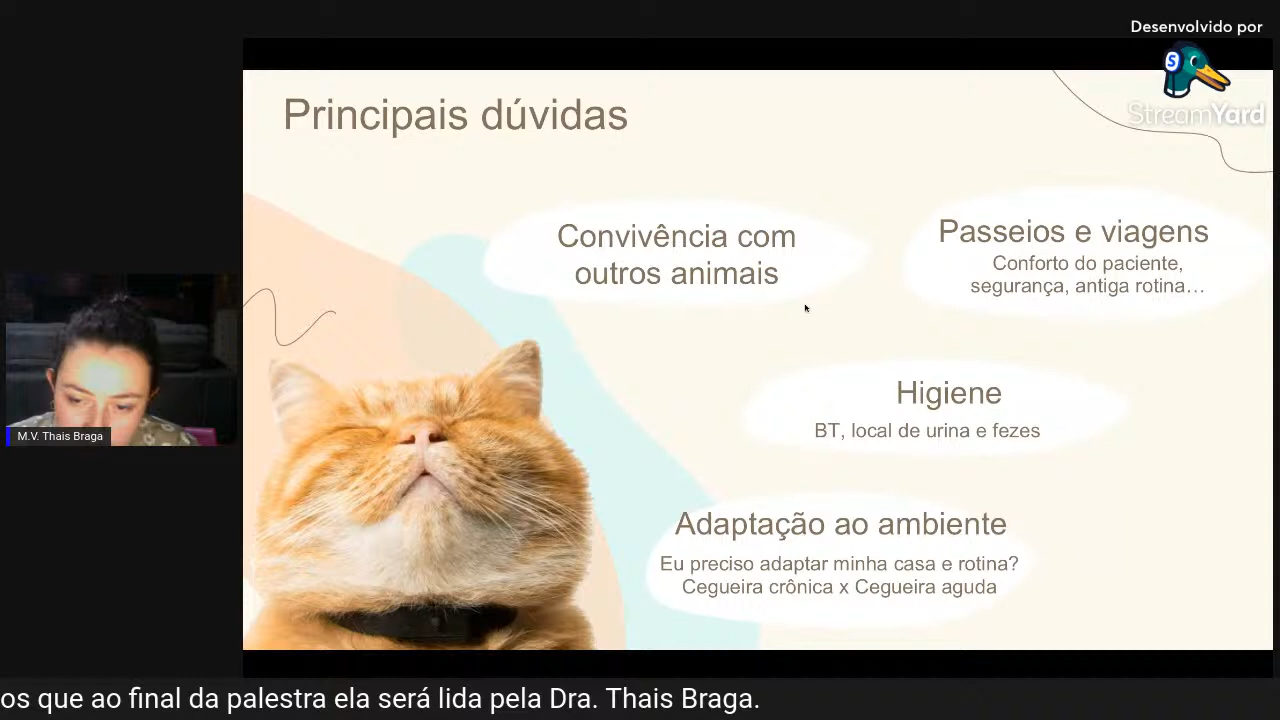 Desenvolvido por
S
StreamYard
Principais dúvidas
Convivência com
outros animais
Passeios e viagens
Conforto do paciente,
segurança, antiga rotina…
Higiene
BT, local de urina e fezes
Adaptação ao ambiente
Eu preciso adaptar minha casa e rotina?
Cegueira crônica x Cegueira aguda
M.V. Thais Braga
os que ao final da palestra ela será lida pela Dra. Thais Braga.